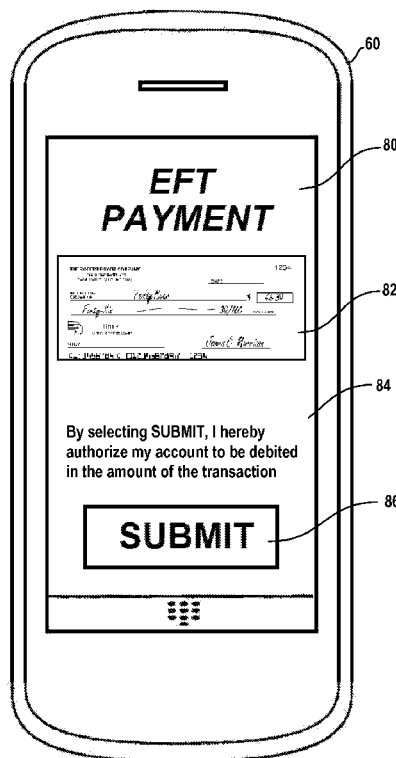 60
80
EFT
PAYMENT
1234
82
84
By selecting SUBMIT, I hereby
authorize my account to be debited
in the amount of the transaction
86
SUBMIT